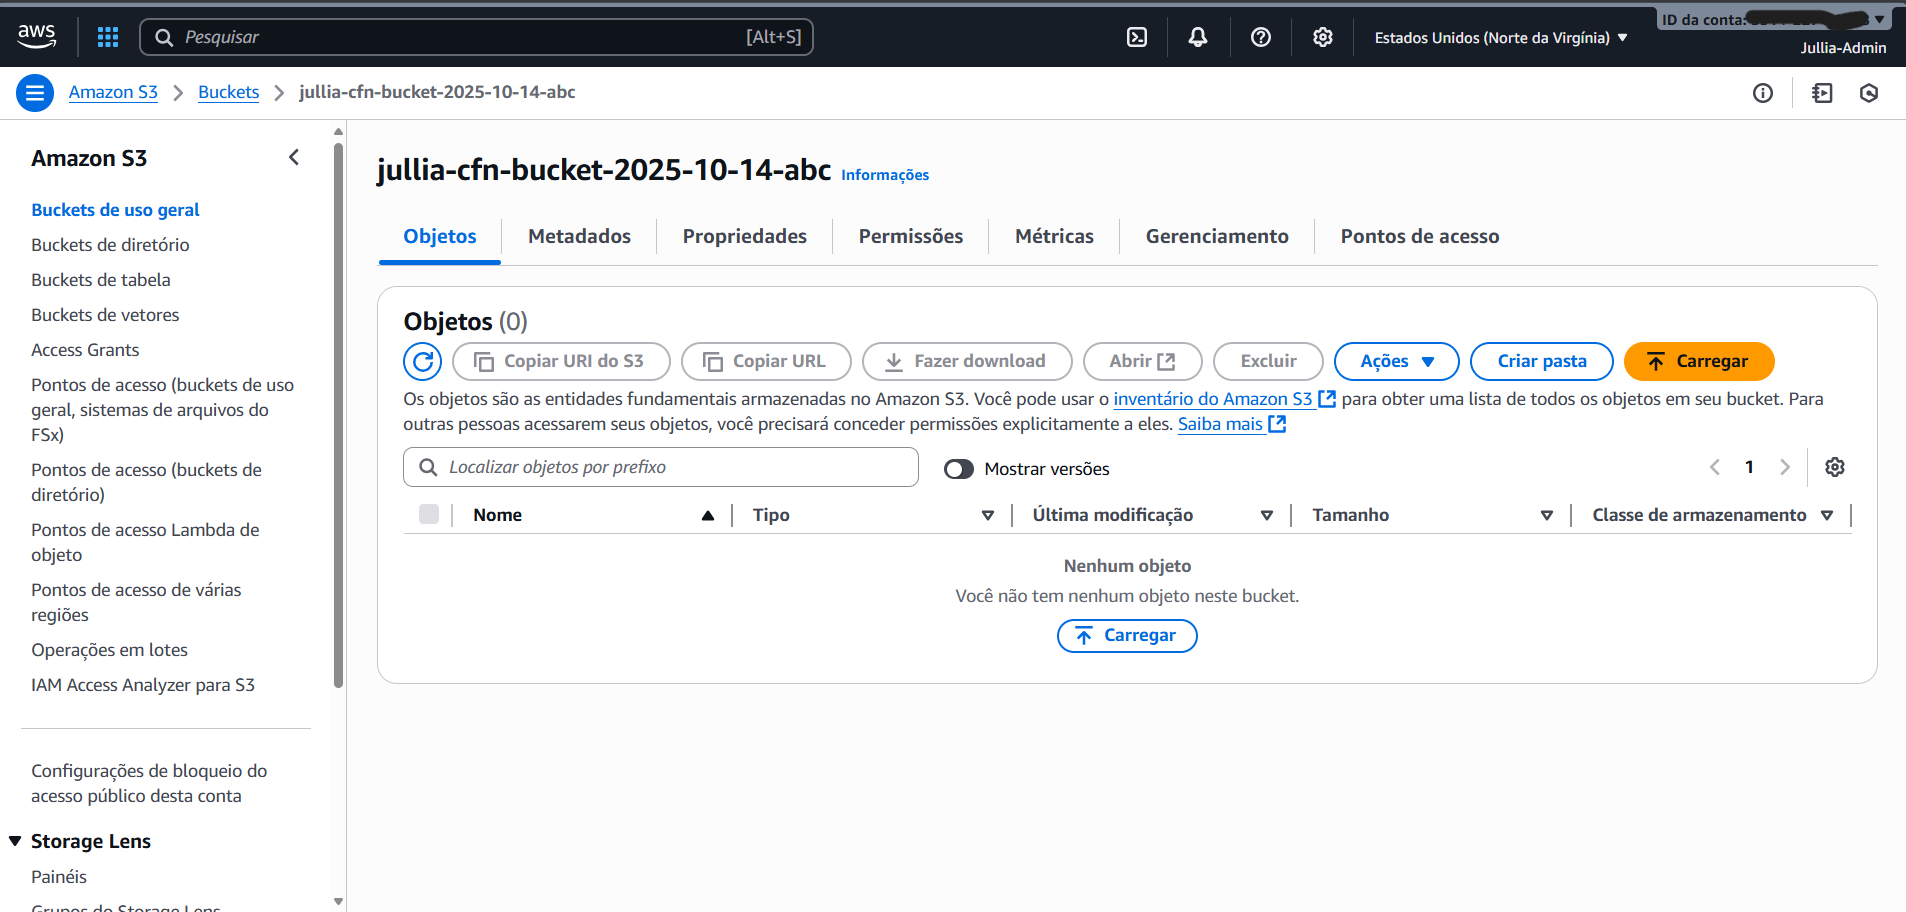 aws
Pesquisar
[Alt+S]
Estados Unidos (Norte da Virgínia)
ID da conta:
Jullia-Admin
Amazon S3
Buckets
jullia-cfn-bucket-2025-10-14-abc
Amazon S3
Buckets de uso geral
Buckets de diretório
Buckets de tabela
Buckets de vetores
Access Grants
Pontos de acesso (buckets de uso
geral, sistemas de arquivos do
FSx)
Pontos de acesso (buckets de
diretório)
Pontos de acesso Lambda de
objeto
Pontos de acesso de várias
regiões
Operações em lotes
IAM Access Analyzer para S3
Configurações de bloqueio do
acesso público desta conta
Storage Lens
Painéis
Grupos do Storage Lens
jullia-cfn-bucket-2025-10-14-abc Informações
Objetos
Metadados
Propriedades
Permissões
Métricas
Gerenciamento
Pontos de acesso
Objetos (0)
Copiar URI do S3
Copiar URL
Fazer download
Abrir
Excluir
Ações
Criar pasta
Carregar
Os objetos são as entidades fundamentais armazenadas no Amazon S3. Você pode usar o inventário do Amazon S3 para obter uma lista de todos os objetos em seu bucket. Para
outras pessoas acessarem seus objetos, você precisará conceder permissões explicitamente a eles. Saiba mais
Localizar objetos por prefixo
Mostrar versões
1
Nome
Tipo
Última modificação
Tamanho
Classe de armazenamento
Nenhum objeto
Você não tem nenhum objeto neste bucket.
Carregar